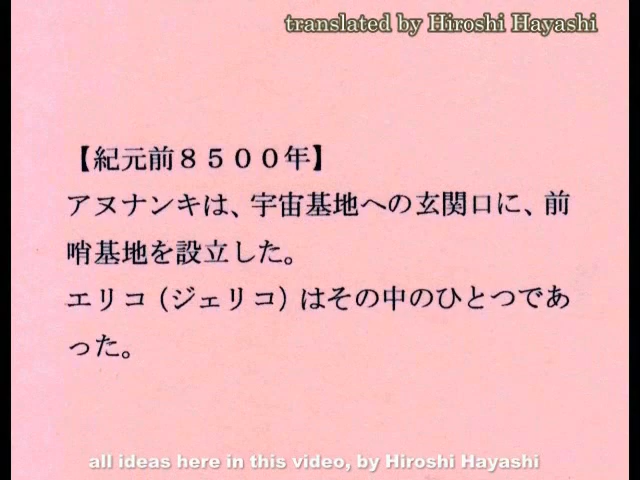 translated by Hiroshi Hayashi
【紀元前８５００年】
アヌナンキは、宇宙基地への玄関口に、前
哨基地を設立した。
エリコ（ジェリコ）はその中のひとつであ
った。
all ideas here in this video, by Hiroshi Hayashi